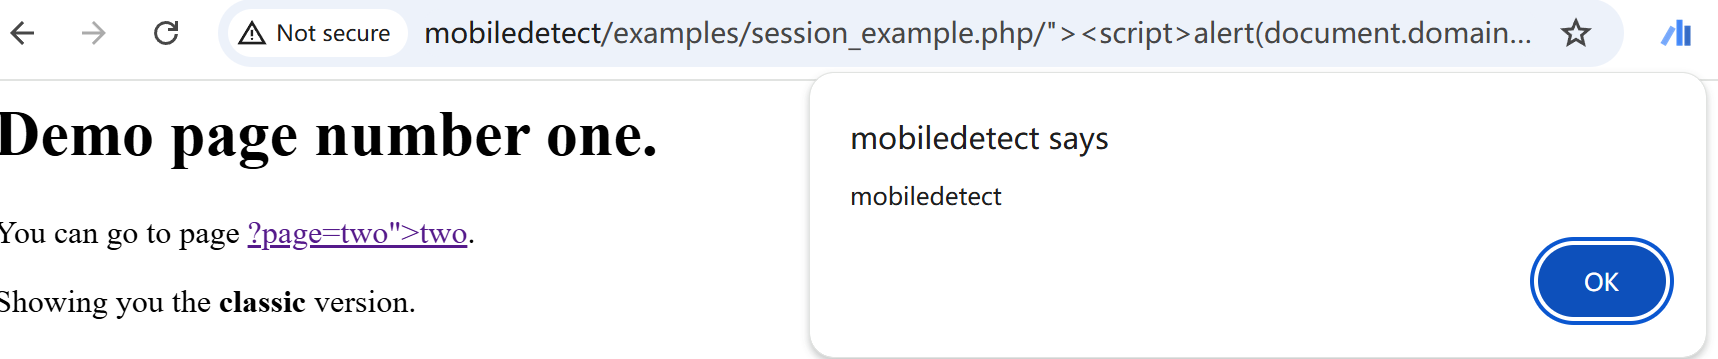 Not secure mobiledetect/examples/session_example.php/"><script>alert(document.domain...
mobiledetect says
mobiledetect
OK
Demo page number one.
You can go to page ?page=two">two.
Showing you the classic version.